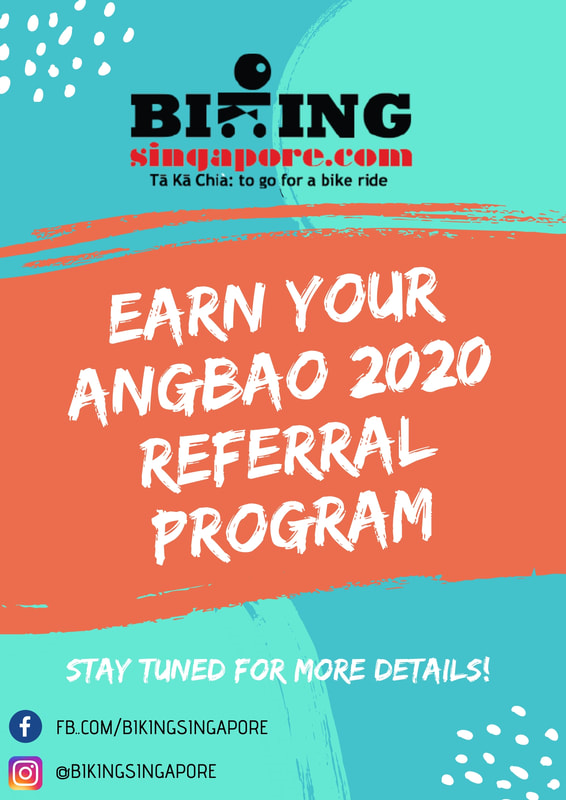 BIKING
singapore.com
Tā Kā Chia: to go for a bike ride
EARN YOUR
ANGBAO 2020
REFERRAL
PROGRAM
STAY TUNED FOR MORE DETAILS!
FB.COM/BIKINGSINGAPORE
@BIKINGSINGAPORE